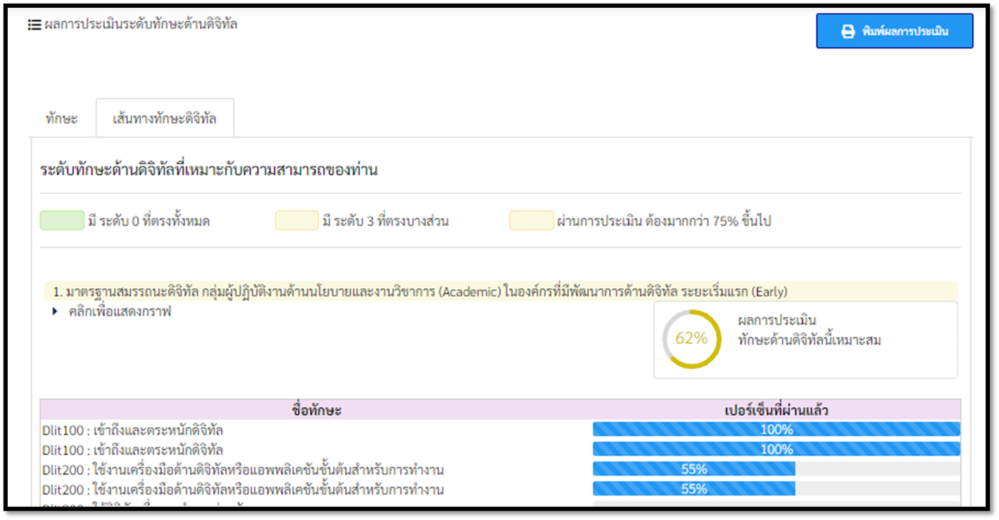 ผลการประเมินระดับทักษะด้านดิจิทัล
พิมพ์ผลการประเมิน
ทักษะ
เส้นทางทักษะดิจิทัล
ระดับทักษะด้านดิจิทัลที่เหมาะกับความสามารถของท่าน
มี ระดับ 0 ที่ตรงทั้งหมด
มี ระดับ 3 ที่ตรงบางส่วน
ผ่านการประเมิน ต้องมากกว่า 75% ขึ้นไป
1. มาตรฐานสมรรถนะดิจิทัล กลุ่มผู้ปฏิบัติงานด้านนโยบายและงานวิชาการ (Academic) ในองค์กรที่มีพัฒนาการด้านดิจิทัล ระยะเริ่มแรก (Early)
คลิกเพื่อแสดงกราฟ
62%
ผลการประเมิน
ทักษะด้านดิจิทัลนี้เหมาะสม
ชื่อทักษะ เปอร์เซ็นที่ผ่านแล้ว
Dlit100 : เข้าถึงและตระหนักดิจิทัล 100%
Dlit100 : เข้าถึงและตระหนักดิจิทัล 100%
Dlit200 : ใช้งานเครื่องมือด้านดิจิทัลหรือแอพพลิเคชันขั้นต้นสำหรับการทำงาน 55%
Dlit200 : ใช้งานเครื่องมือด้านดิจิทัลหรือแอพพลิเคชันขั้นต้นสำหรับการทำงาน 55%